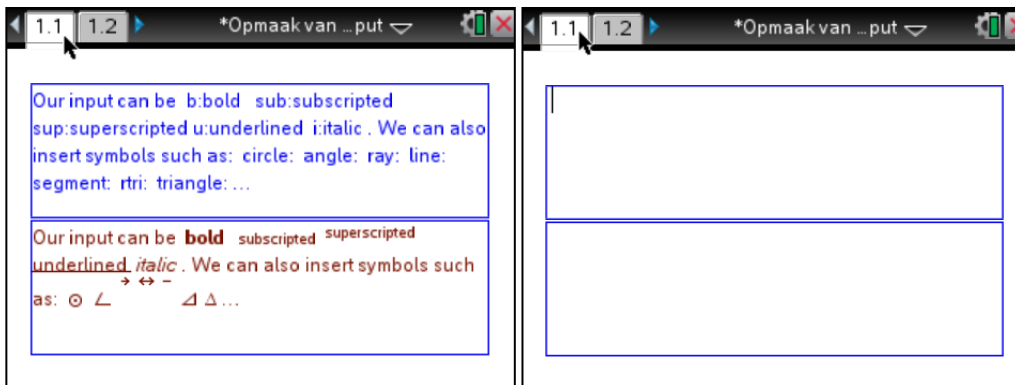 1.1 1.2 *Opmaak van ...put
Our input can be b:bold sub:subscripted
sup:superscripted u:underlined i:italic . We can also
insert symbols such as: circle: angle: ray: line:
segment: rtri: triangle: ...
Our input can be bold subscripted superscripted
underlined italic . We can also insert symbols such
→ ↔ −
as: ⊙ ∠ ⊿ Δ ...
1.1 1.2 *Opmaak van ...put